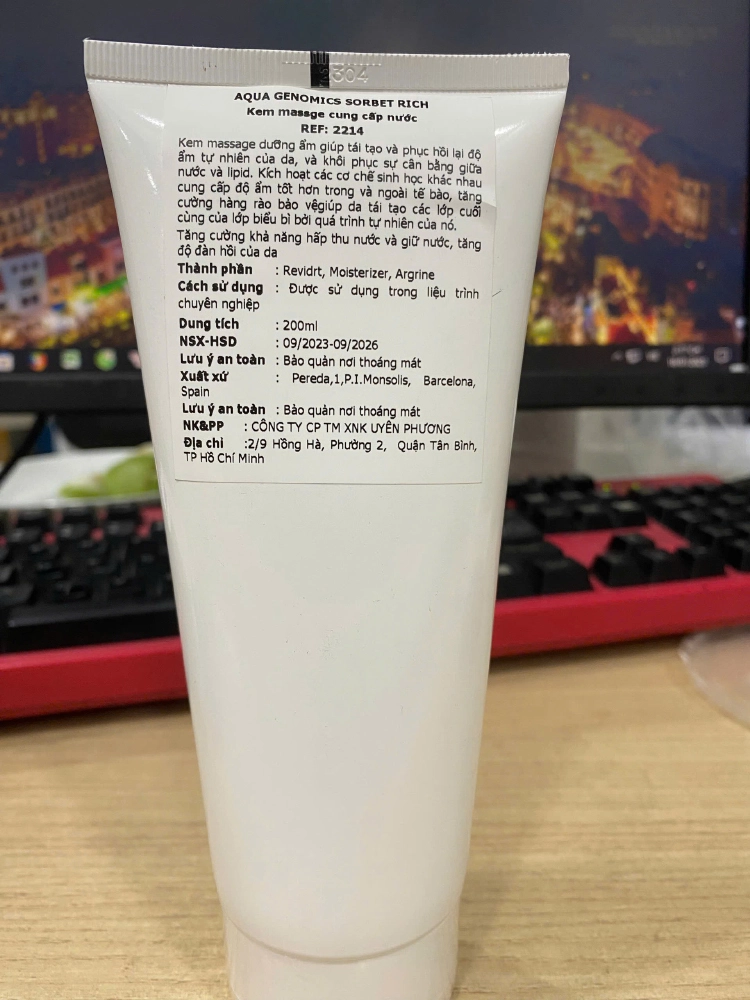 304
AQUA GENOMICS SORBET RICH
Kem massge cung cấp nước
REF: 2214
Kem massage dưỡng ẩm giúp tái tạo và phục hồi lại độ
ẩm tự nhiên của da, và khôi phục sự cân bằng giữa
nước và lipid. Kích hoạt các cơ chế sinh học khác nhau
cung cấp độ ẩm tốt hơn trong và ngoài tế bào, tăng
cường hàng rào bảo vệgiúp da tái tạo các lớp cuối
cùng của lớp biểu bì bởi quá trình tự nhiên của nó.
Tăng cường khả năng hấp thu nước và giữ nước, tăng
độ đàn hồi của da
Thành phần : Revidrt, Moisterizer, Argrine
Cách sử dụng : Được sử dụng trong liệu trình
chuyên nghiệp
Dung tích : 200ml
NSX-HSD : 09/2023-09/2026
Lưu ý an toàn : Bảo quản nơi thoáng mát
Xuất xứ : Pereda,1,P.I.Monsolis, Barcelona,
Spain
Lưu ý an toàn : Bảo quản nơi thoáng mát
NK&PP : CÔNG TY CP TM XNK UYÊN PHƯƠNG
Địa chỉ :2/9 Hồng Hà, Phường 2, Quận Tân Bình,
TP Hồ Chí Minh